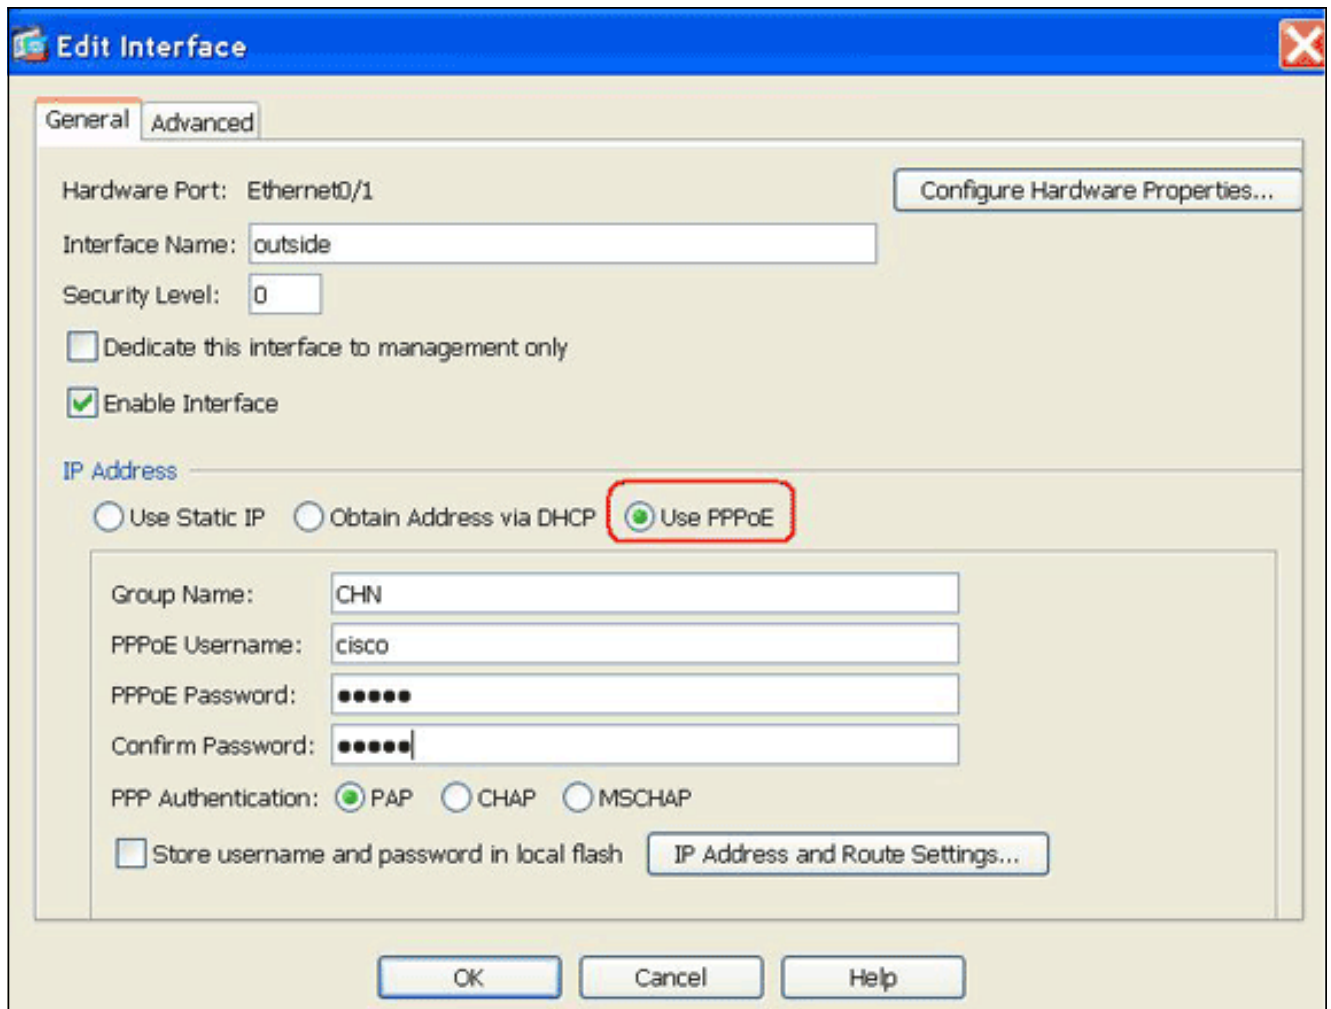 Edit Interface
General Advanced
Hardware Port: Ethernet0/1 Configure Hardware Properties...
Interface Name: outside
Security Level: 0
Dedicate this interface to management only
Enable Interface
IP Address
Use Static IP Obtain Address via DHCP Use PPPoE
Group Name: CHN
PPPoE Username: cisco
PPPoE Password: ●●●●●
Confirm Password: ●●●●●
PPP Authentication: PAP CHAP MSCHAP
Store username and password in local flash IP Address and Route Settings...
OK Cancel Help